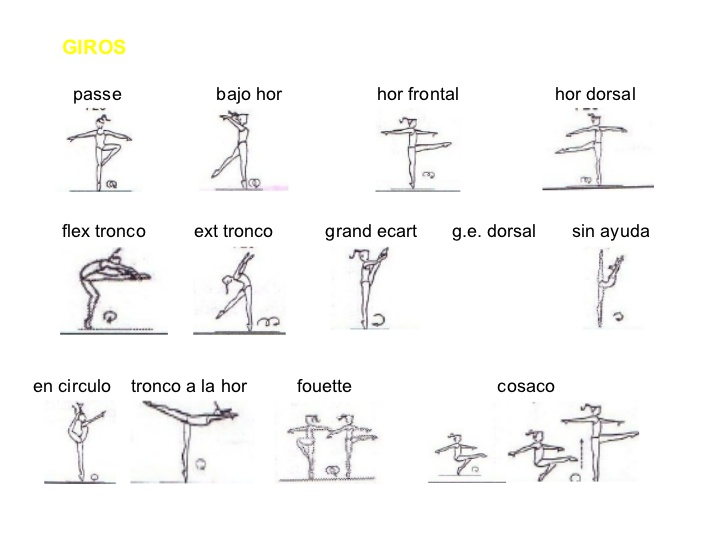 GIROS
passe bajo hor hor frontal hor dorsal
flex tronco ext tronco grand ecart g.e. dorsal sin ayuda
en circulo tronco a la hor fouette cosaco